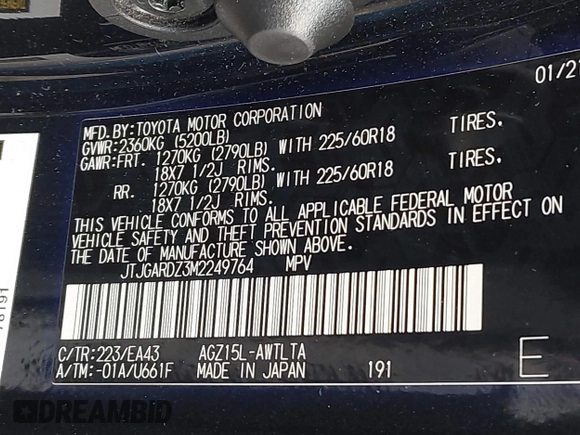 01/21
MFD. BY: TOYOTA MOTOR CORPORATION
GVWR: 2360KG (5200LB)
GAWR: FRT. 1270KG (2790LB) WITH 225/60R18 TIRES.
18X7 1/2J RIMS.
RR. 1270KG (2790LB) WITH 225/60R18 TIRES.
18X7 1/2J RIMS.
THIS VEHICLE CONFORMS TO ALL APPLICABLE FEDERAL MOTOR
VEHICLE SAFETY AND THEFT PREVENTION STANDARDS IN EFFECT ON
THE DATE OF MANUFACTURE SHOWN ABOVE.
JTJGARDZ3M2249764 MPV
C/TR: 223/EA43 AGZ15L-AWTLTA
A/TM: -01A/U661F MADE IN JAPAN 191 E
DREAMBID